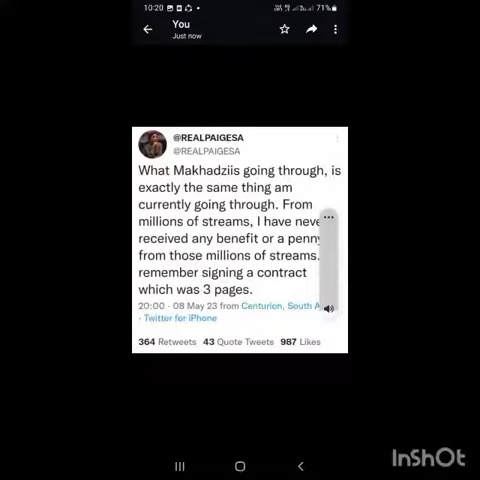 10:20
71%
You
Just now
@REALPAIGESA
@REALPAIGESA
What Makhadziis going through, is
exactly the same thing am
currently going through. From
millions of streams, I have neve
received any benefit or a penny
from those millions of streams.
remember signing a contract
which was 3 pages.
20:00 · 08 May 23 from Centurion, South A
· Twitter for iPhone
364 Retweets 43 Quote Tweets 987 Likes
InShOt